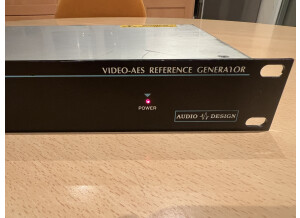 VIDEO-AES REFERENCE GENERATOR
POWER
AUDIO DESIGN